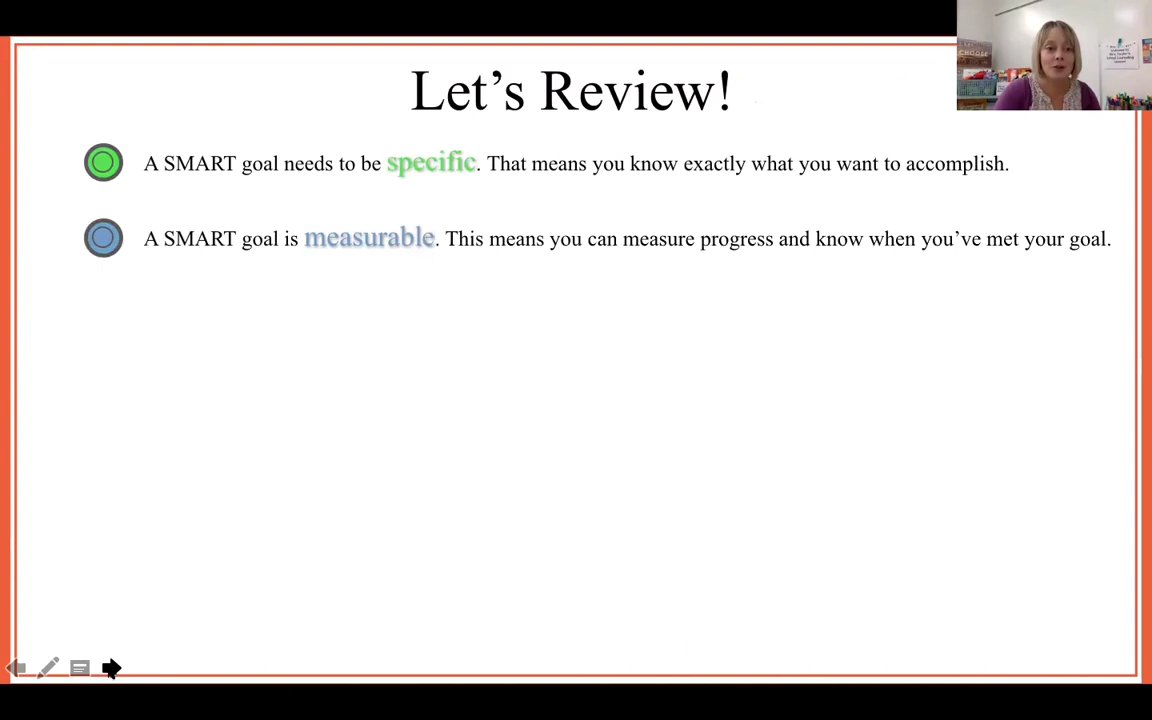 Let’s Review!
A SMART goal needs to be specific. That means you know exactly what you want to accomplish.
A SMART goal is measurable. This means you can measure progress and know when you’ve met your goal.
CHOOSE